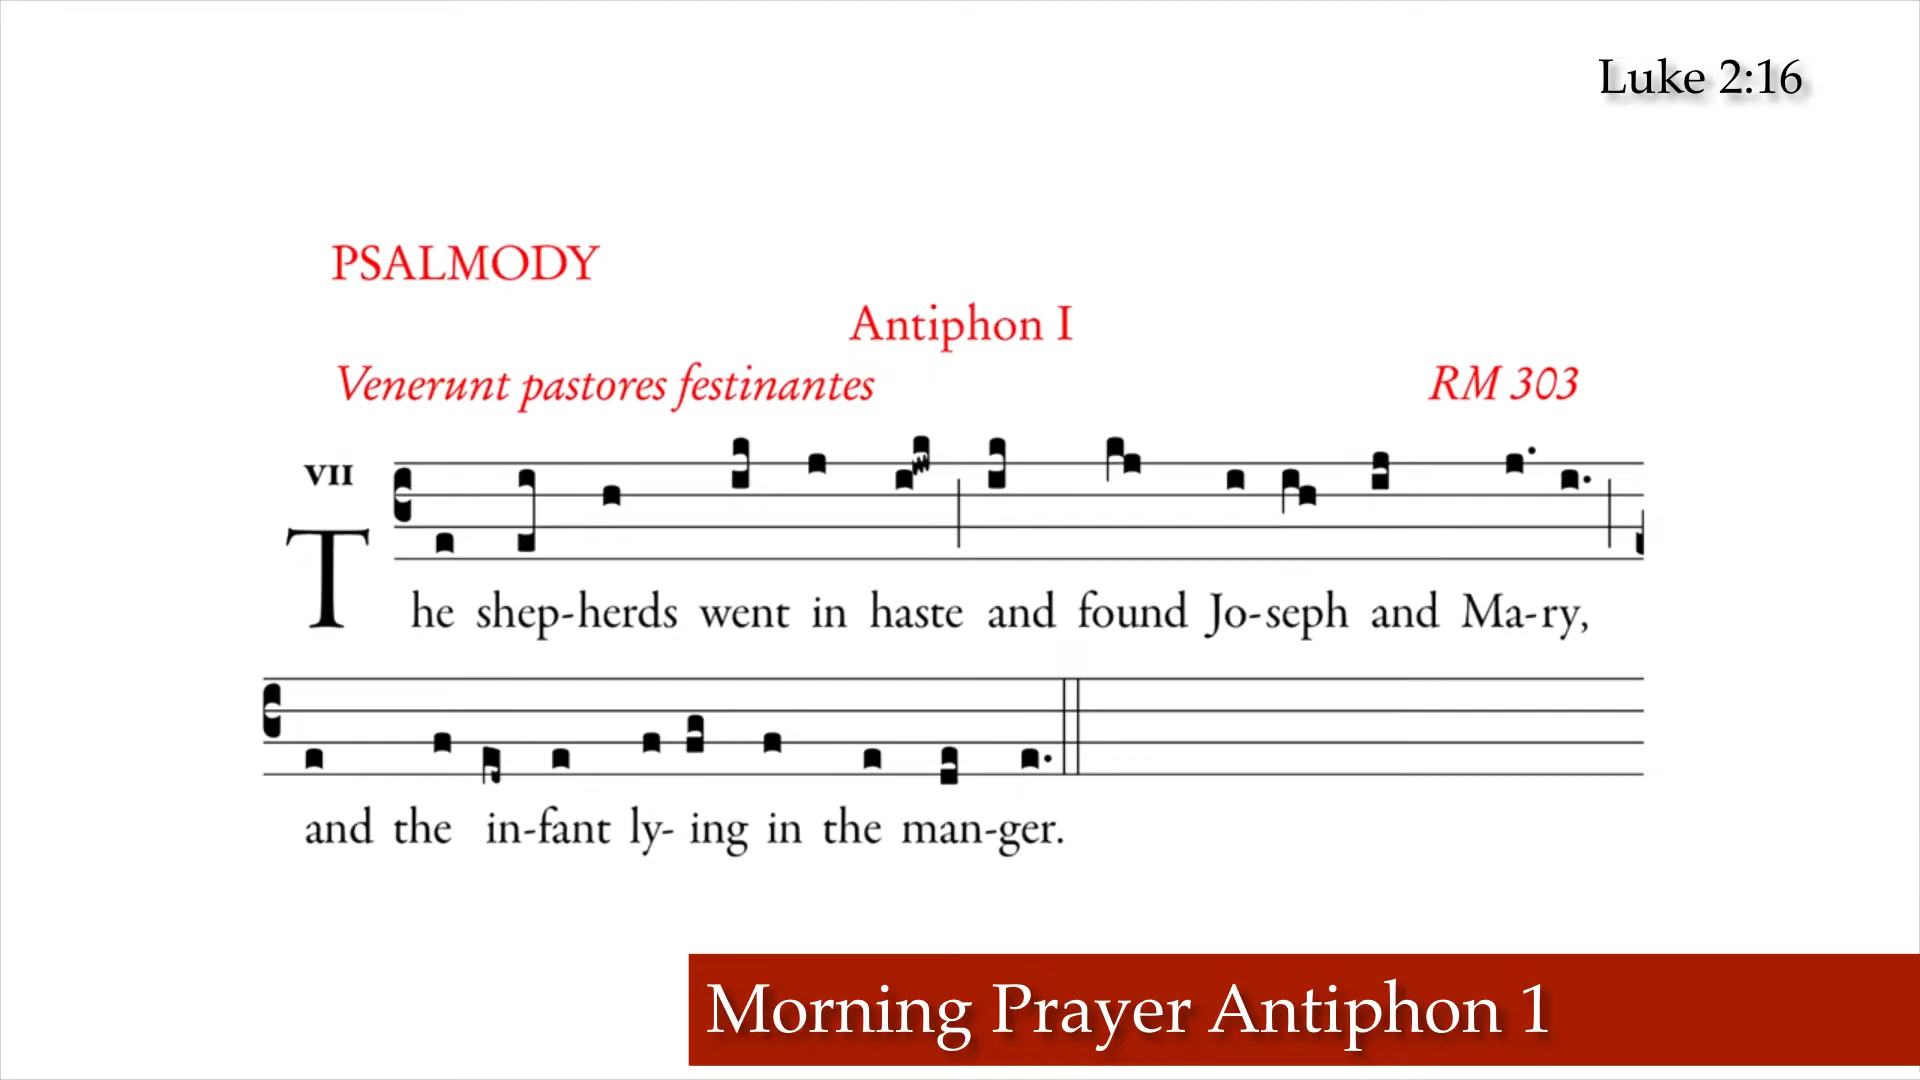 Luke 2:16
PSALMODY
Antiphon I
Venerunt pastores festinantes RM 303
VII
The shep-herds went in haste and found Jo-seph and Ma-ry,
and the in-fant ly- ing in the man-ger.
Morning Prayer Antiphon 1